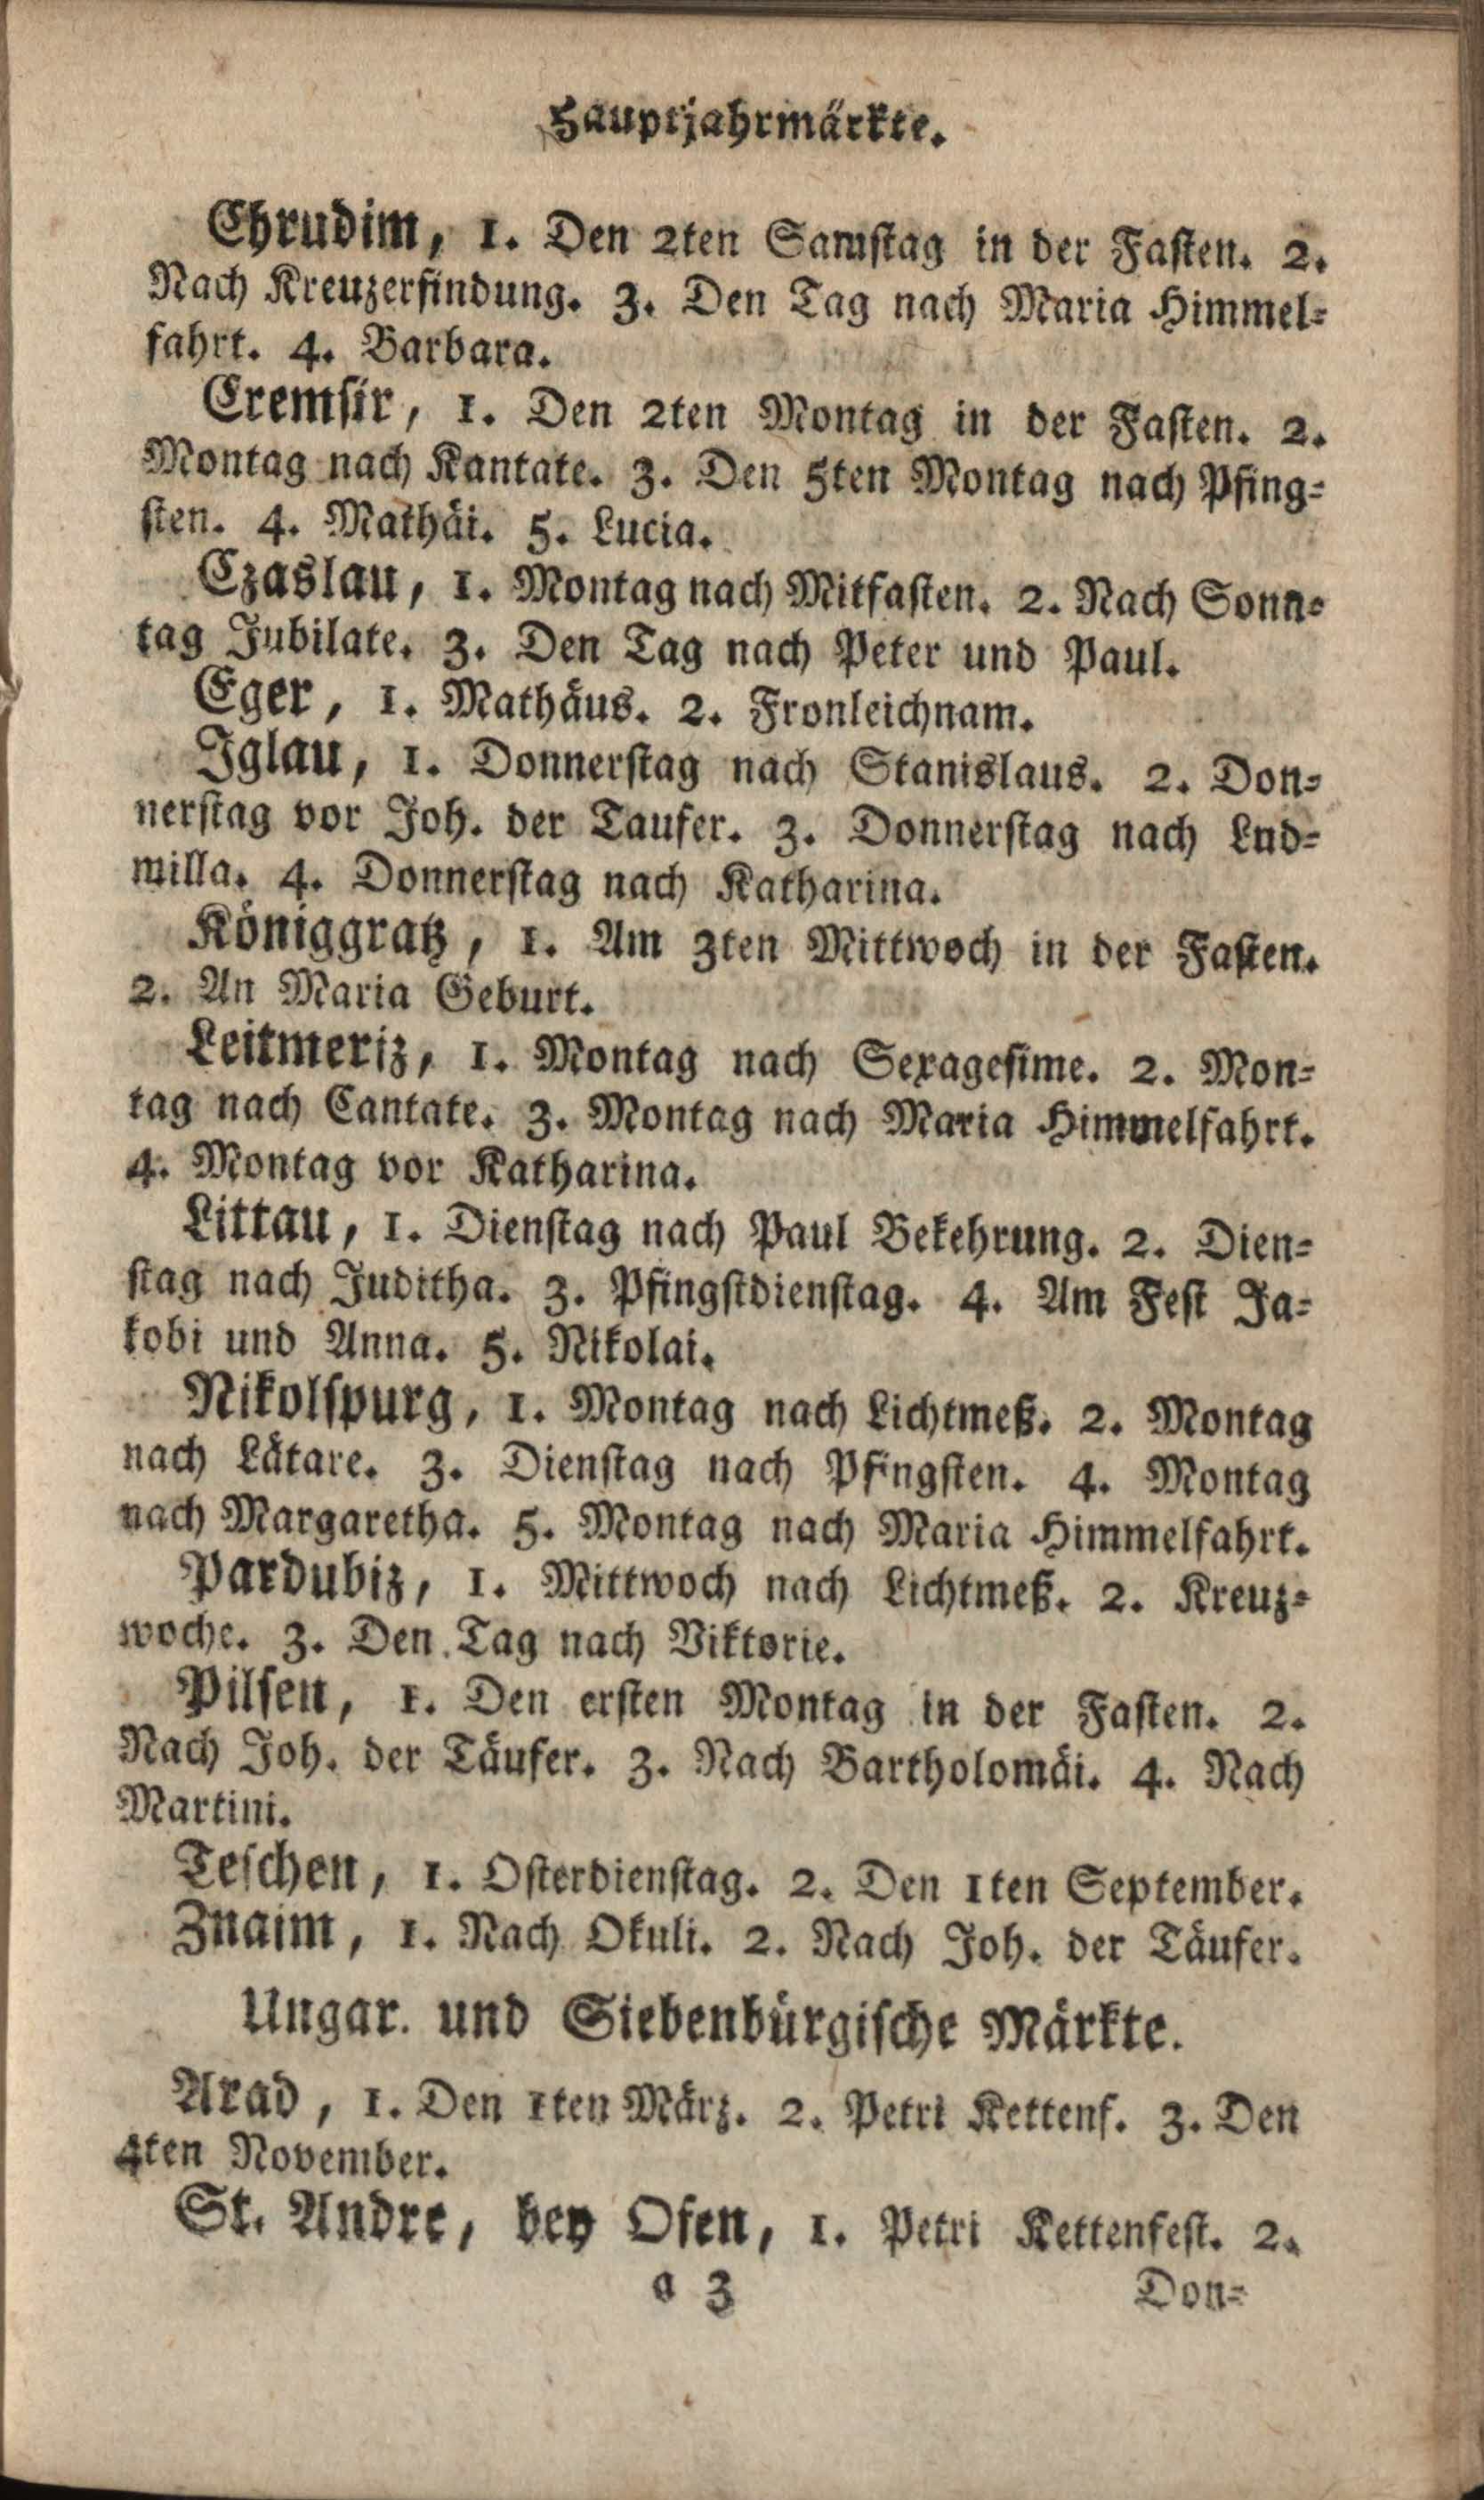 Hauptjahrmärkte.
Chrudim, 1. Den 2ten Samstag in der Fasten. 2.
Nach Kreuzerfindung. 3. Den Tag nach Maria Himmel-
fahrt. 4. Barbara.
Cremsir, 1. Den 2ten Montag in der Fasten. 2.
Montag nach Kantate. 3. Den 5ten Montag nach Pfing-
sten. 4. Mathäi. 5. Lucia.
Czaslau, 1. Montag nach Mitfasten. 2. Nach Sonn-
tag Jubilate. 3. Den Tag nach Peter und Paul.
Eger, 1. Mathäus. 2. Fronleichnam.
Iglau, 1. Donnerstag nach Stanislaus. 2. Don-
nerstag vor Joh. der Taufer. 3. Donnerstag nach Lud-
milla. 4. Donnerstag nach Katharina.
Königgratz, 1. Am 3ten Mittwoch in der Fasten.
2. An Maria Geburt.
Leitmeriz, 1. Montag nach Sexagesime. 2. Mon-
tag nach Cantate. 3. Montag nach Maria Himmelfahrt.
4. Montag vor Katharina.
Littau, 1. Dienstag nach Paul Bekehrung. 2. Dien-
stag nach Juditha. 3. Pfingstdienstag. 4. Am Fest Ja-
kobi und Anna. 5. Nikolai.
Nikolspurg, 1. Montag nach Lichtmeß. 2. Montag
nach Lätare. 3. Dienstag nach Pfingsten. 4. Montag
nach Margaretha. 5. Montag nach Maria Himmelfahrt.
Pardubiz, 1. Mittwoch nach Lichtmeß. 2. Kreuz-
woche. 3. Den Tag nach Viktorie.
Pilsen, 1. Den ersten Montag in der Fasten. 2.
Nach Joh. der Täufer. 3. Nach Bartholomäi. 4. Nach
Martini.
Teschen, 1. Osterdienstag. 2. Den 1ten September.
Znaim, 1. Nach Okuli. 2. Nach Joh. der Täufer.
Ungar. und Siebenbürgische Märkte.
Arad, 1. Den 1ten März. 2. Petri Kettenf. 3. Den
4ten November.
St. Andre, bey Ofen, 1. Petri Kettenfest. 2.
a 3 Don-